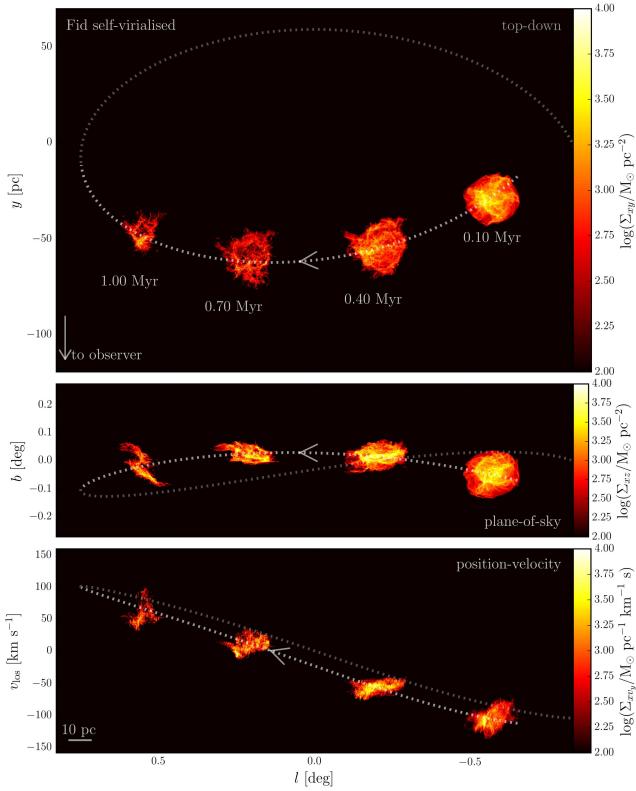 Fid self-virialised
top-down
50
0
−50
−100
y [pc]
0.10 Myr
0.40 Myr
0.70 Myr
1.00 Myr
to observer
4.00
3.75
3.50
3.25
3.00
2.75
2.50
2.25
2.00
log(Σxy/M⊙ pc−2)
0.2
0.1
0.0
−0.1
−0.2
b [deg]
plane-of-sky
4.00
3.75
3.50
3.25
3.00
2.75
2.50
2.25
2.00
log(Σxz/M⊙ pc−2)
150
100
50
0
−50
−100
−150
vlos [km s−1]
position-velocity
10 pc
4.00
3.75
3.50
3.25
3.00
2.75
2.50
2.25
2.00
log(Σxvy/M⊙ pc−1 km−1 s)
0.5
0.0
−0.5
l [deg]